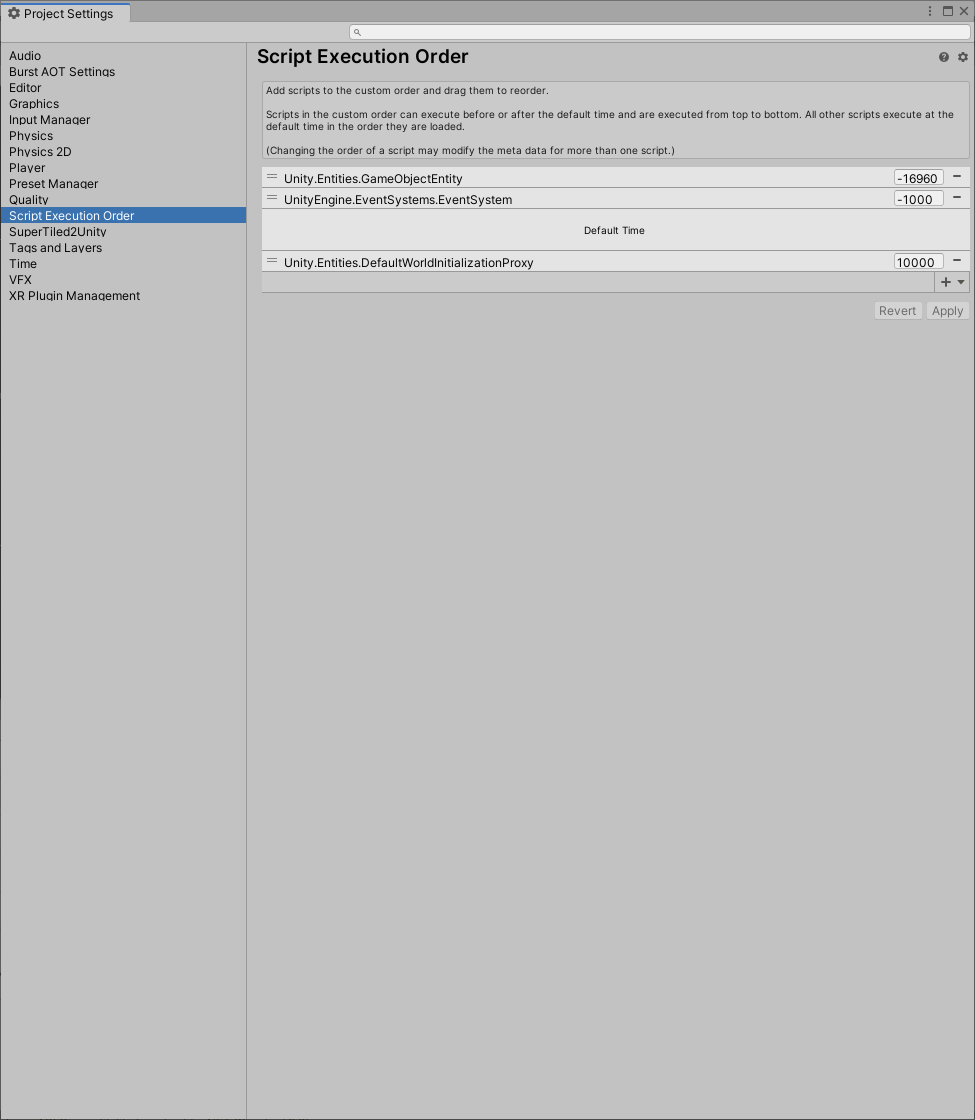 Project Settings
Audio
Burst AOT Settings
Editor
Graphics
Input Manager
Physics
Physics 2D
Player
Preset Manager
Quality
Script Execution Order
SuperTiled2Unity
Tags and Layers
Time
VFX
XR Plugin Management
Script Execution Order
Add scripts to the custom order and drag them to reorder.
Scripts in the custom order can execute before or after the default time and are executed from top to bottom. All other scripts execute at the
default time in the order they are loaded.
(Changing the order of a script may modify the meta data for more than one script.)
Unity.Entities.GameObjectEntity -16960
UnityEngine.EventSystems.EventSystem -1000
Default Time
Unity.Entities.DefaultWorldInitializationProxy 10000
Revert Apply